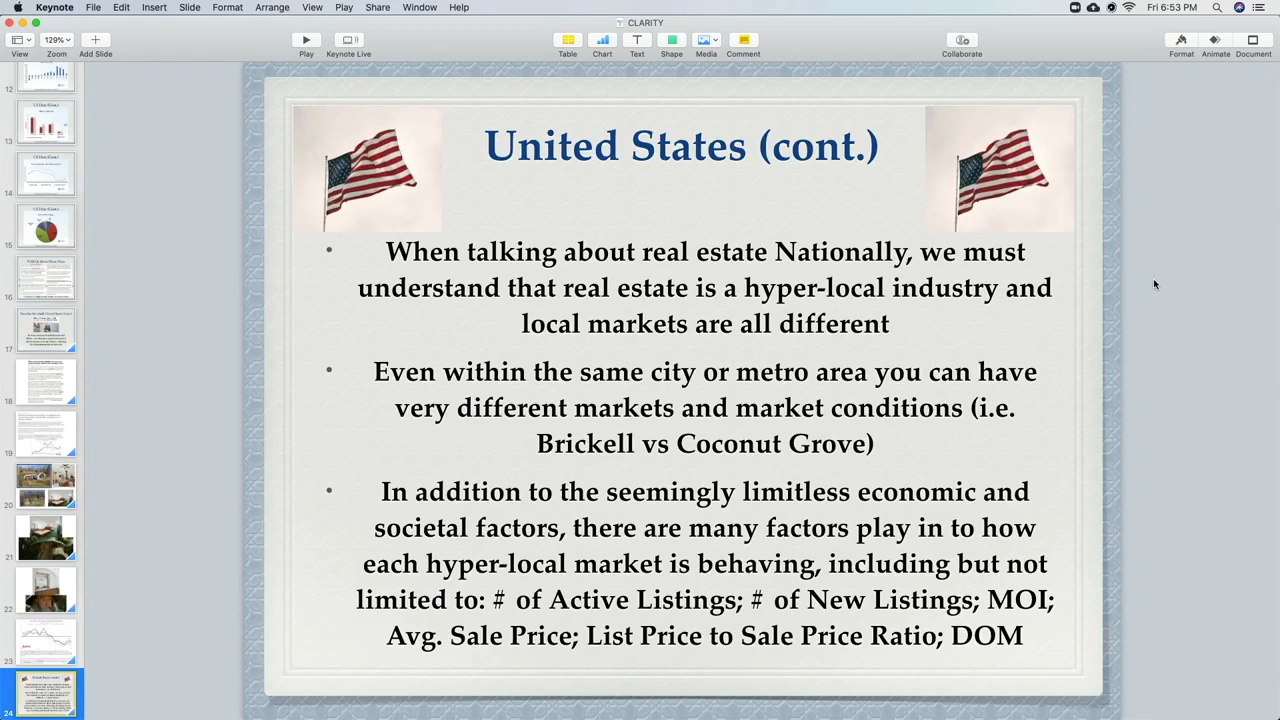 Keynote File Edit Insert Slide Format Arrange View Play Share Window Help Fri 6:53 PM
CLARITY
129%
View Zoom Add Slide Play Keynote Live Table Chart Text Shape Media Comment Collaborate Format Animate Document
12
13
14
15
16
17
18
19
20
21
22
23
24
United States (cont.)
• When talking about real estate Nationally, we must
understand that real estate is a hyper-local industry and
local markets are all different
• Even within the same city or metro area you can have
very different markets and market conditions (i.e.
Brickell vs Coconut Grove)
• In addition to the seemingly limitless economic and
societal factors, there are many factors play in to how
each hyper-local market is behaving, including but not
limited to: # of Active Listings; # of New Listings; MOI;
Avg. Sale Price; List Price to Sale Price Ratio; DOM